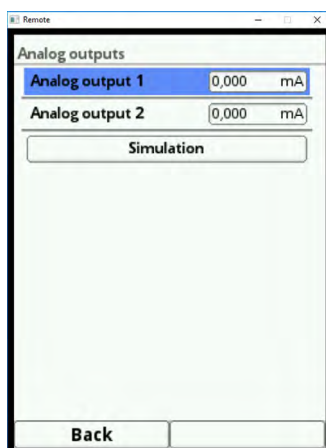 Remote
Analog outputs
Analog output 1 0,000 mA
Analog output 2 0,000 mA
Simulation
Back